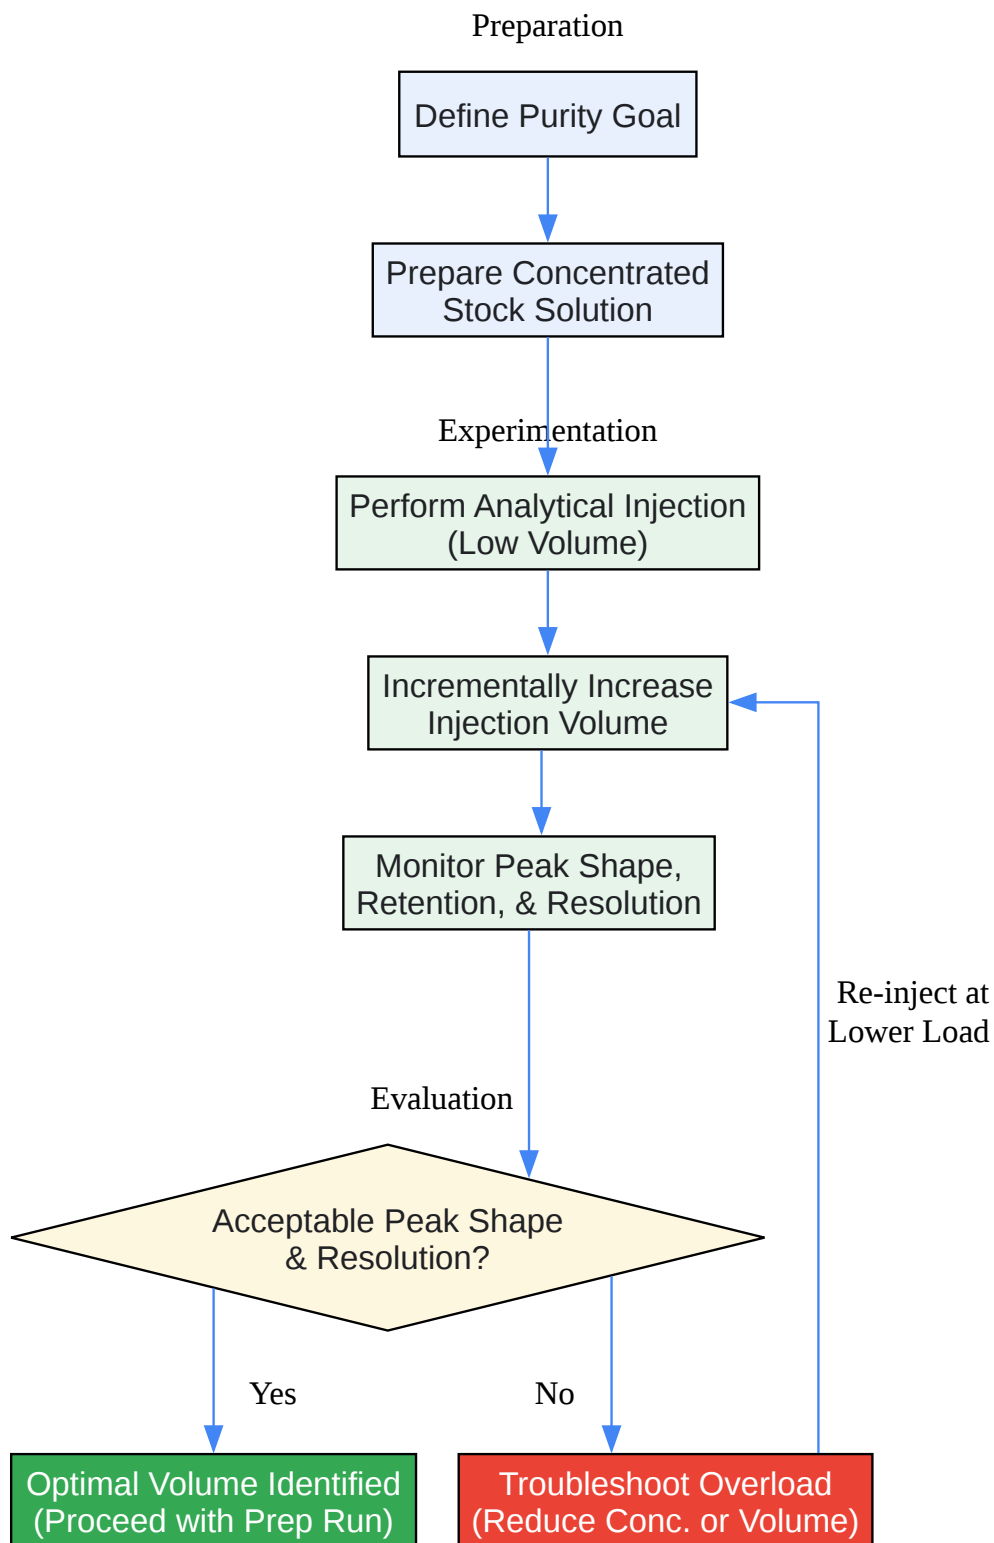 Preparation
Define Purity Goal
Prepare Concentrated
Stock Solution
Experimentation
Perform Analytical Injection
(Low Volume)
Incrementally Increase
Injection Volume
Monitor Peak Shape,
Retention, & Resolution
Re-inject at
Lower Load
Evaluation
Acceptable Peak Shape
& Resolution?
Yes
No
Optimal Volume Identified
(Proceed with Prep Run)
Troubleshoot Overload
(Reduce Conc. or Volume)